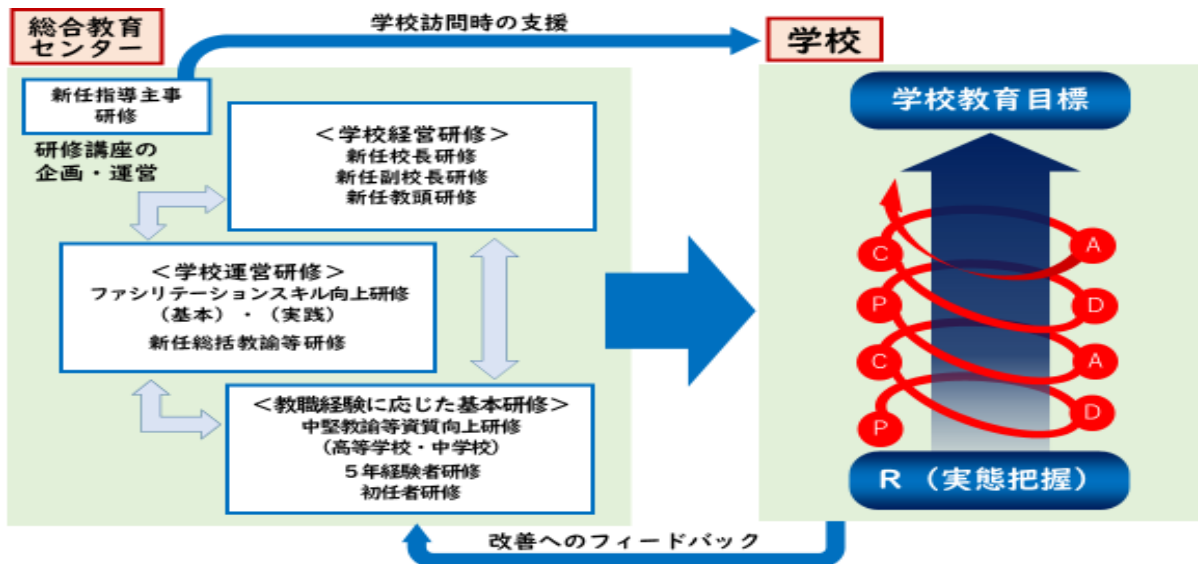 総合教育
センター
学校訪問時の支援
学校
新任指導主事
研修
研修講座の
企画・運営
＜学校経営研修＞
新任校長研修
新任副校長研修
新任教頭研修
＜学校運営研修＞
ファシリテーションスキル向上研修
（基本）・（実践）
新任総括教諭等研修
＜教職経験に応じた基本研修＞
中堅教諭等資質向上研修
(高等学校・中学校)
５年経験者研修
初任者研修
学校教育目標
A
C
P
D
C
A
D
P
R（実態把握）
改善へのフィードバック